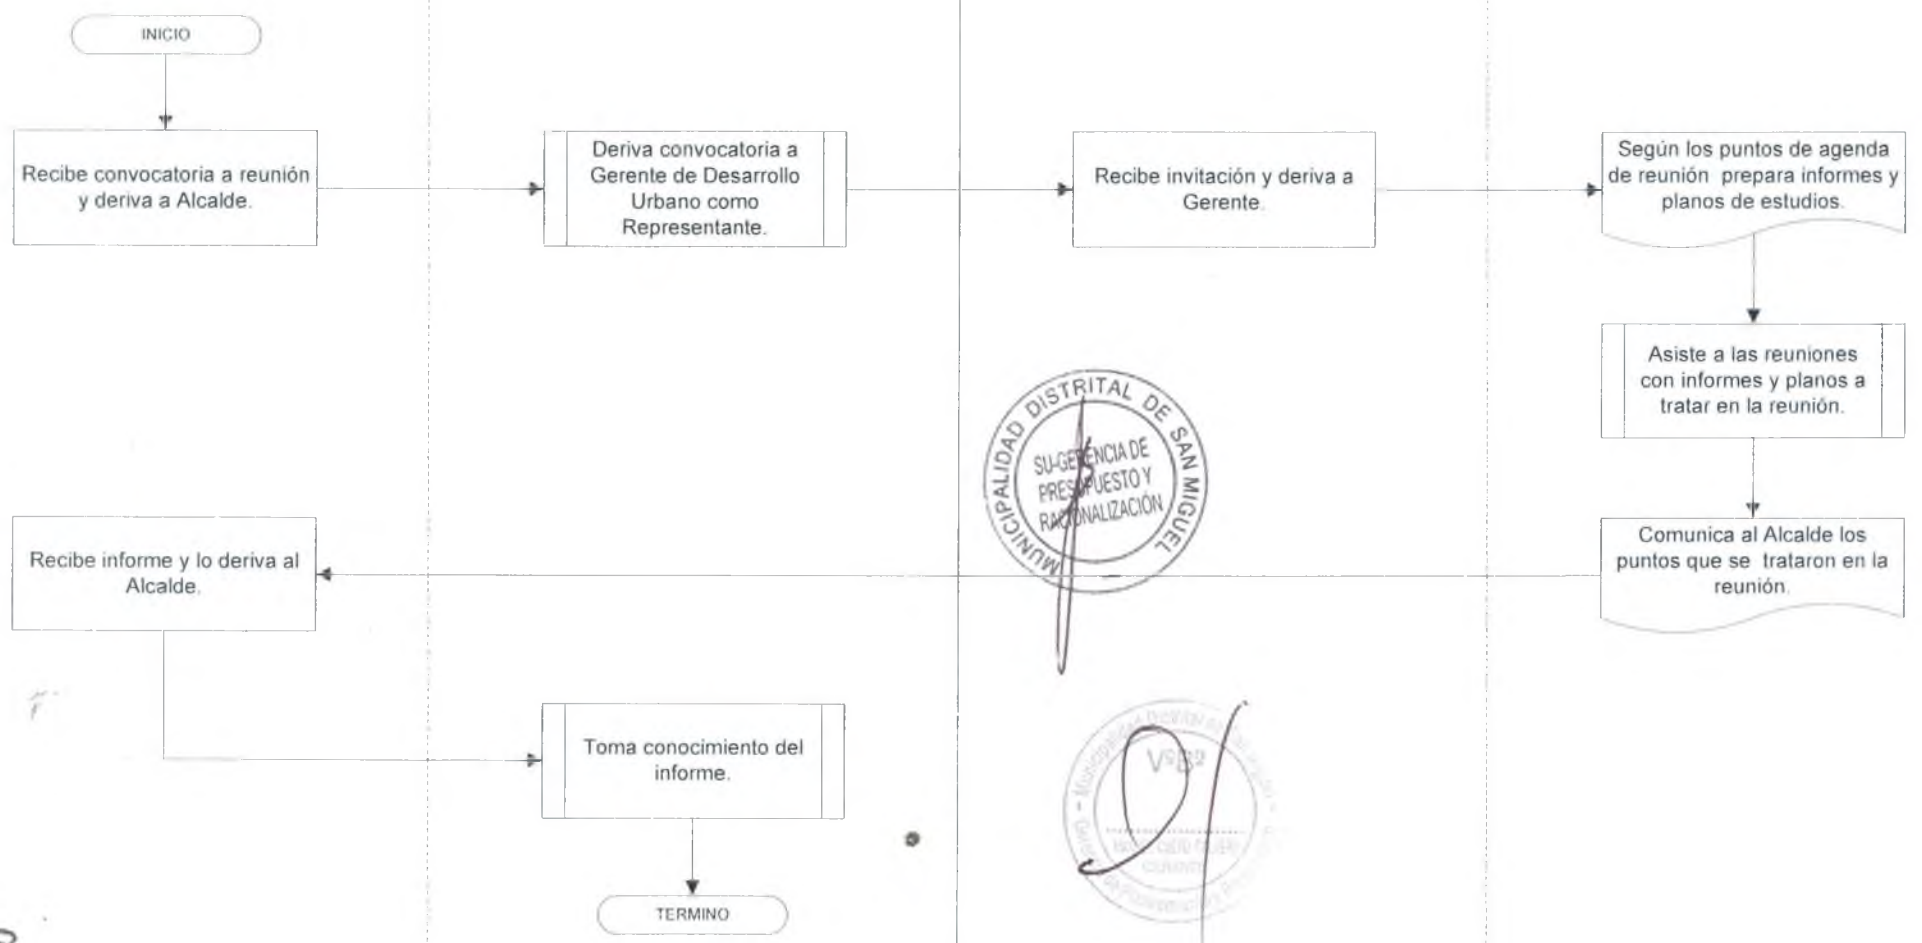 INICIO
Recibe convocatoria a reunión
y deriva a Alcalde.
Deriva convocatoria a
Gerente de Desarrollo
Urbano como
Representante.
Recibe invitación y deriva a
Gerente.
Según los puntos de agenda
de reunión prepara informes y
planos de estudios.
Asiste a las reuniones
con informes y planos a
tratar en la reunión.
MUNICIPALIDAD DISTRITAL DE SAN MIGUEL
SU-GERENCIA DE
PRESUPUESTO Y
RACIONALIZACIÓN
Comunica al Alcalde los
puntos que se trataron en la
reunión.
Recibe informe y lo deriva al
Alcalde.
Toma conocimiento del
informe.
Municipalidad Distrital
VºBº
TERMINO